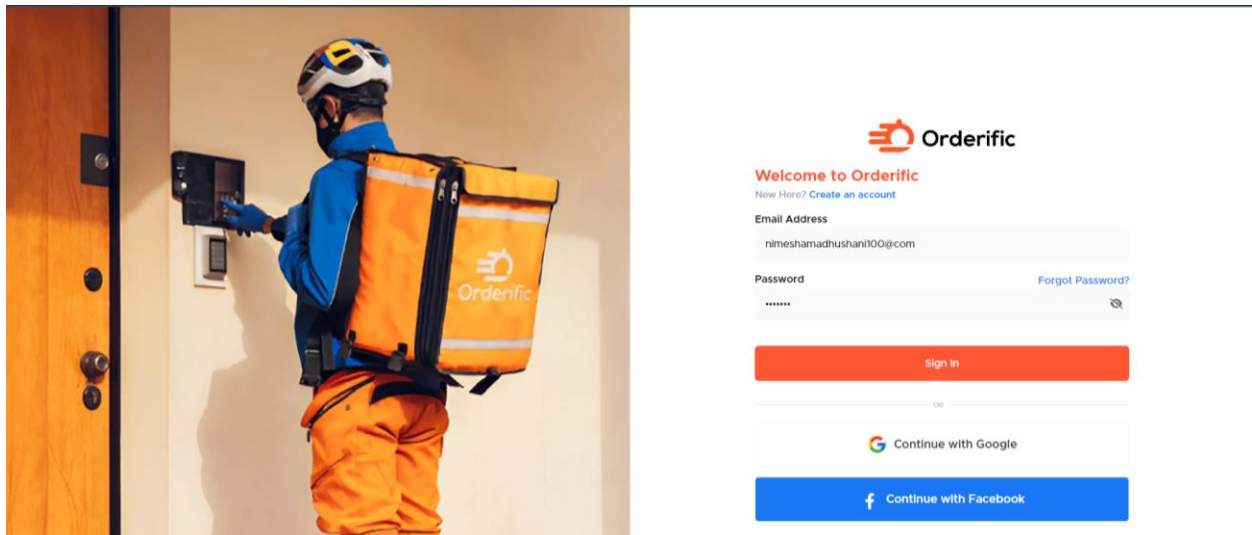 Orderific
Orderific
Welcome to Orderific
New Here? Create an account
Email Address
nimeshamadhushani100@com
Password Forgot Password?
•••••••
Sign In
OR
Continue with Google
Continue with Facebook